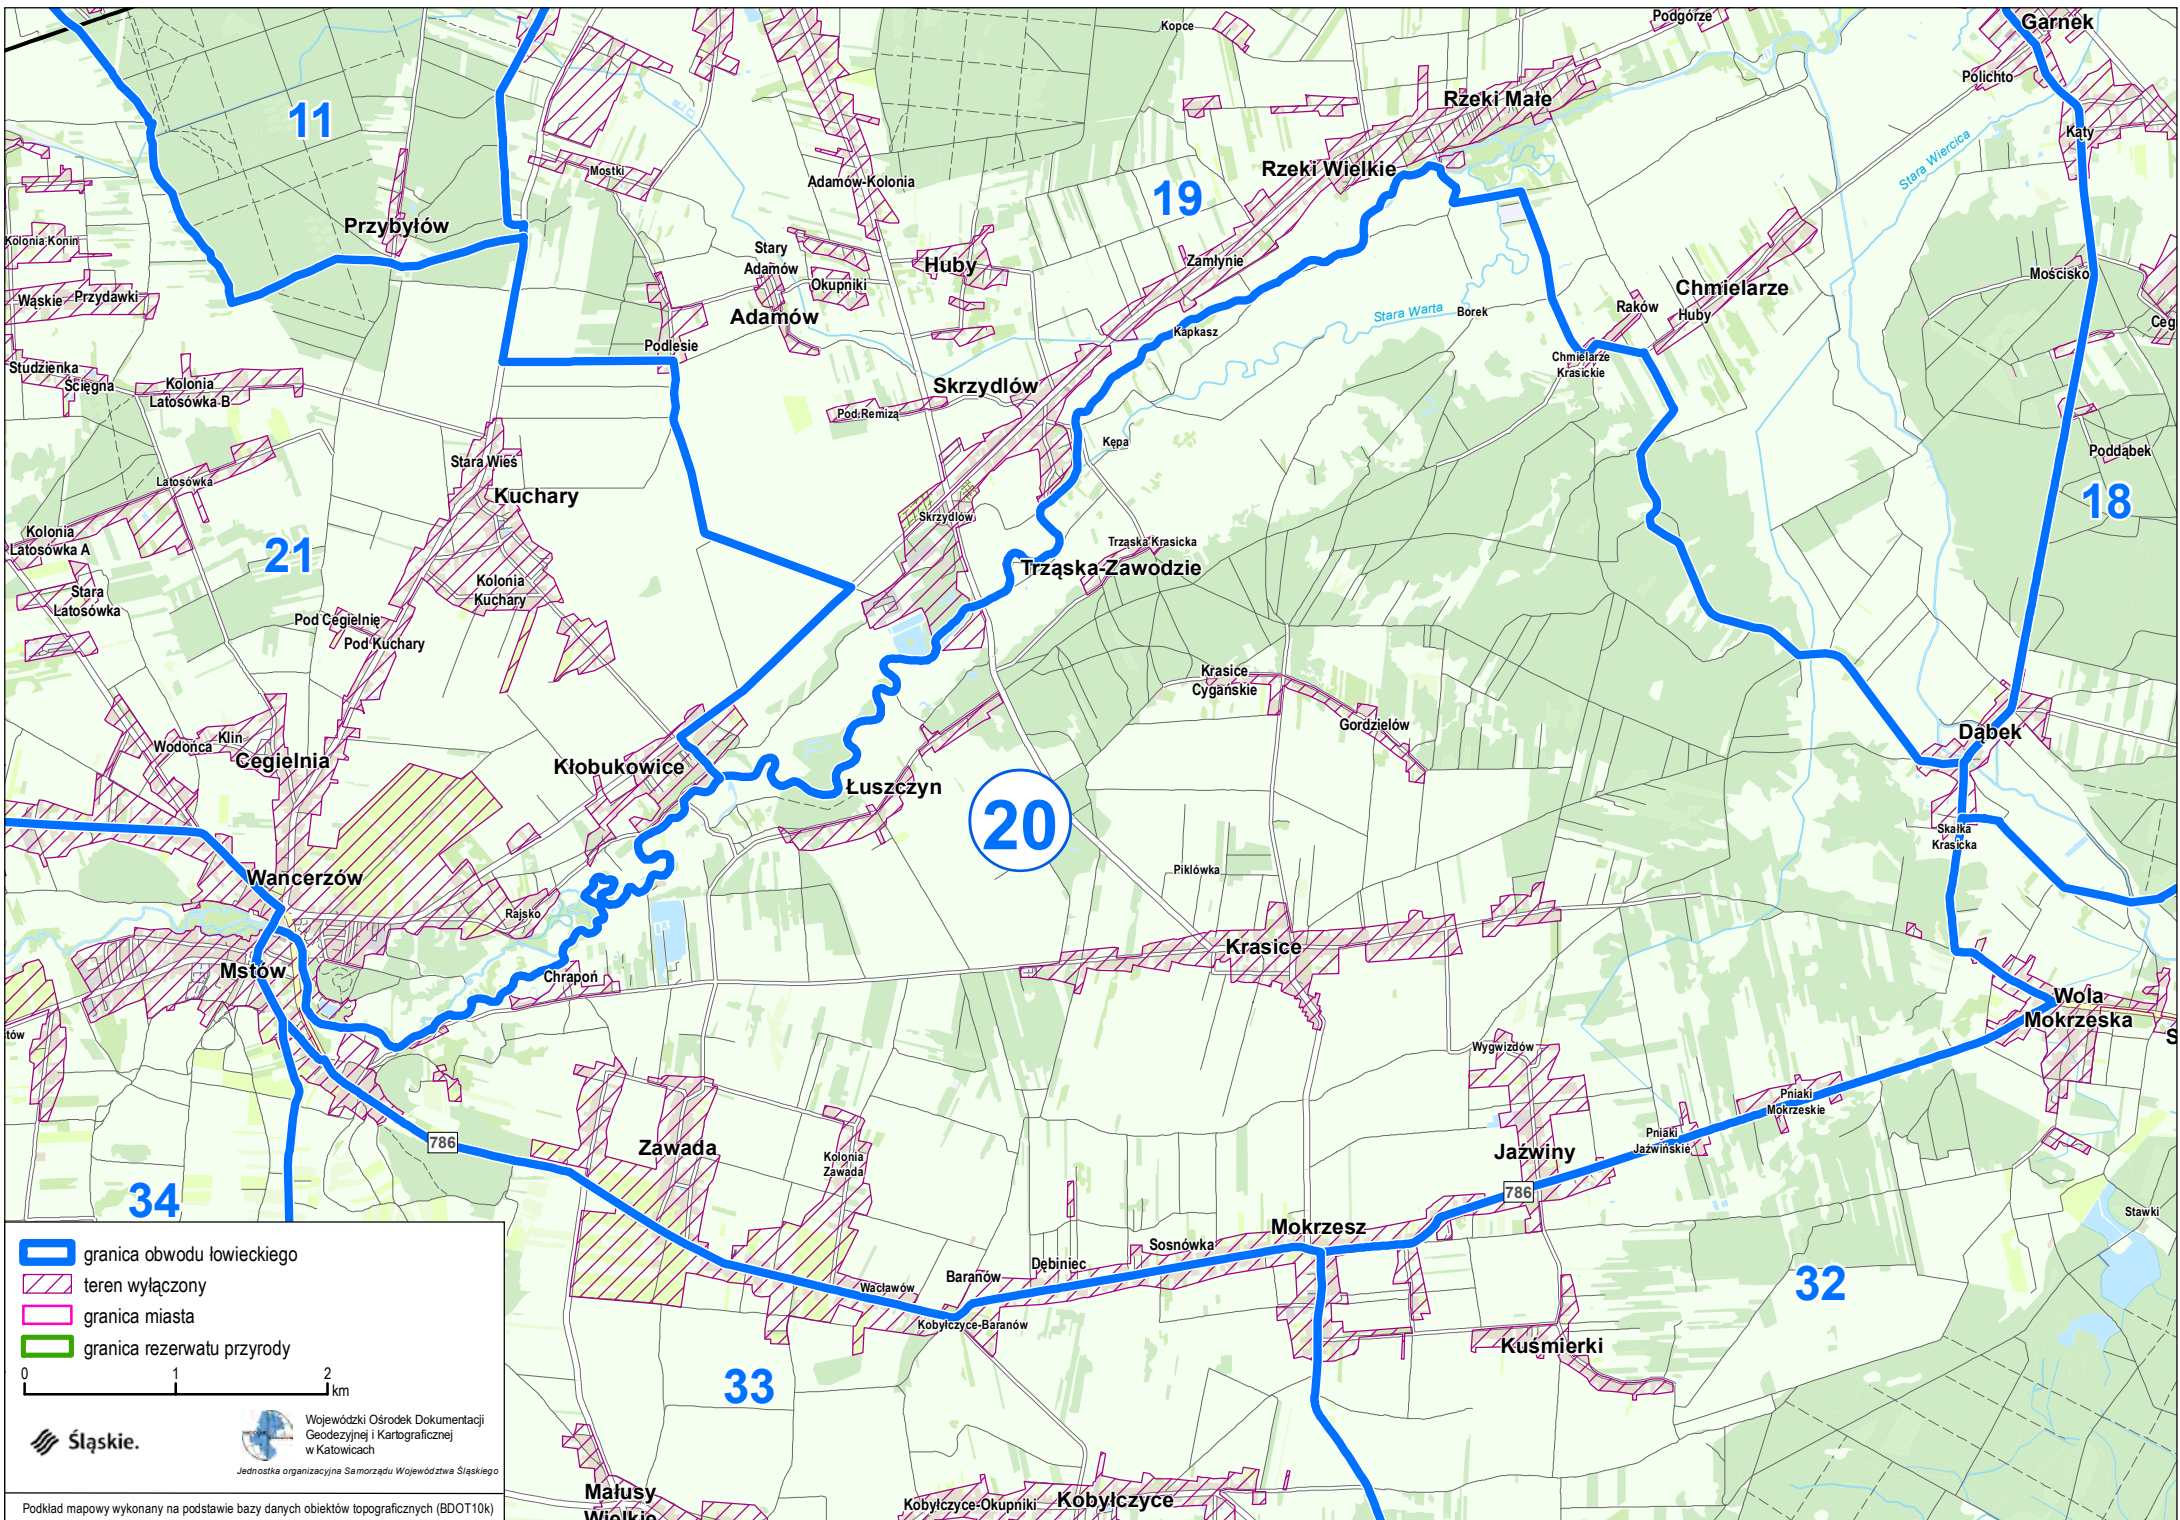 Kopce
Podgórze
Garnek
Polichto
Rzeki Małe
11
Kąty
Mostki
Rzeki Wielkie
Stara Wiercica
Adamów-Kolonia
19
Przybyłów
Kolonia Konin
Stary
Adamów
Huby
Zamłynie
Mościsko
Okupniki
Chmielarze
Wąskie
Przydawki
Raków
Huby
Adamów
Stara Warta
Borek
Ceg
Kapkasz
Podlesie
Chmielarze
Krasickie
Studzienka
Ścięgna
Kolonia
Latosówka B
Skrzydlów
Pod Remizą
Kępa
Poddąbek
Stara Wieś
Latosówka
Kuchary
18
Skrzydlów
Kolonia
Latosówka A
21
Trząska Krasicka
Trząska-Zawodzie
Kolonia
Kuchary
Stara
Latosówka
Pod Cegielnię
Pod Kuchary
Krasice
Cygańskie
Gordzielów
Dąbek
Wodońca
Klin
Cegielnia
Kłobukowice
Łuszczyn
20
Skałka
Krasicka
Piklówka
Wancerzów
Rajsko
Krasice
Mstów
Chrapoń
Wola
Mokrzeska
S
stów
Wygwizdów
Pniaki
Mokrzeskie
786
Zawada
Kolonia
Zawada
Pniaki
Jaźwińskie
Jaźwiny
786
34
Stawki
Mokrzesz
Sosnówka
Dębiniec
Baranów
Wacławów
Kobyłczyce-Baranów
32
Kuśmierki
33
granica obwodu łowieckiego
teren wyłączony
granica miasta
granica rezerwatu przyrody
0 1 2
km
Śląskie.
Wojewódzki Ośrodek Dokumentacji
Geodezyjnej i Kartograficznej
w Katowicach
Jednostka organizacyjna Samorządu Województwa Śląskiego
Podkład mapowy wykonany na podstawie bazy danych obiektów topograficznych (BDOT10k)
Małusy
Wielkie
Kobyłczyce-Okupniki
Kobyłczyce